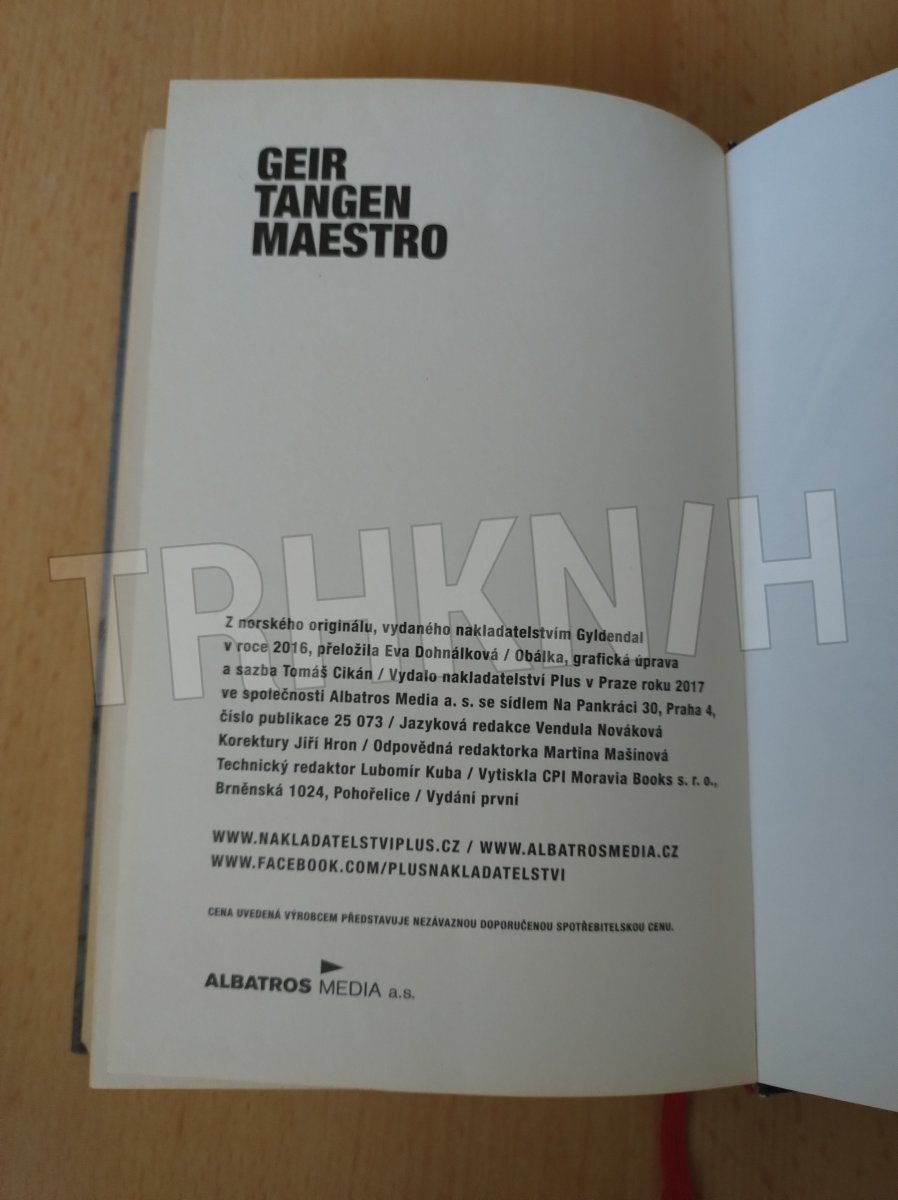 GEIR
TANGEN
MAESTRO
TRHKNIH
Z norského originálu, vydaného nakladatelstvím Gyldendal
v roce 2016, přeložila Eva Dohnálková / Obálka, grafická úprava
a sazba Tomáš Cikán / Vydalo nakladatelství Plus v Praze roku 2017
ve společnosti Albatros Media a. s. se sídlem Na Pankráci 30, Praha 4,
číslo publikace 25 073 / Jazyková redakce Vendula Nováková
Korektury Jiří Hron / Odpovědná redaktorka Martina Mašínová
Technický redaktor Lubomír Kuba / Vytiskla CPI Moravia Books s. r. o.,
Brněnská 1024, Pohořelice / Vydání první
WWW.NAKLADATELSTVIPLUS.CZ / WWW.ALBATROSMEDIA.CZ
WWW.FACEBOOK.COM/PLUSNAKLADATELSTVI
CENA UVEDENÁ VÝROBCEM PŘEDSTAVUJE NEZÁVAZNOU DOPORUČENOU SPOTŘEBITELSKOU CENU.
ALBATROS MEDIA a.s.